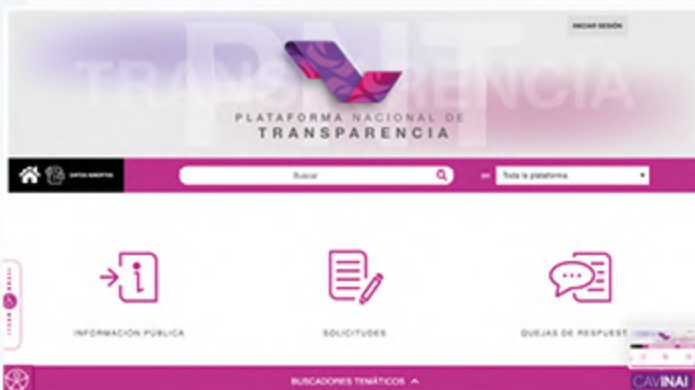 INICIAR SESIÓN
PNT
TRANSPARENCIA
PLATAFORMA NACIONAL DE
TRANSPARENCIA
DATOS ABIERTOS
Buscar
en
Toda la plataforma
INFORMACIÓN PÚBLICA
SOLICITUDES
QUEJAS DE RESPUEST
BUSCADORES TEMÁTICOS
CAVINAI